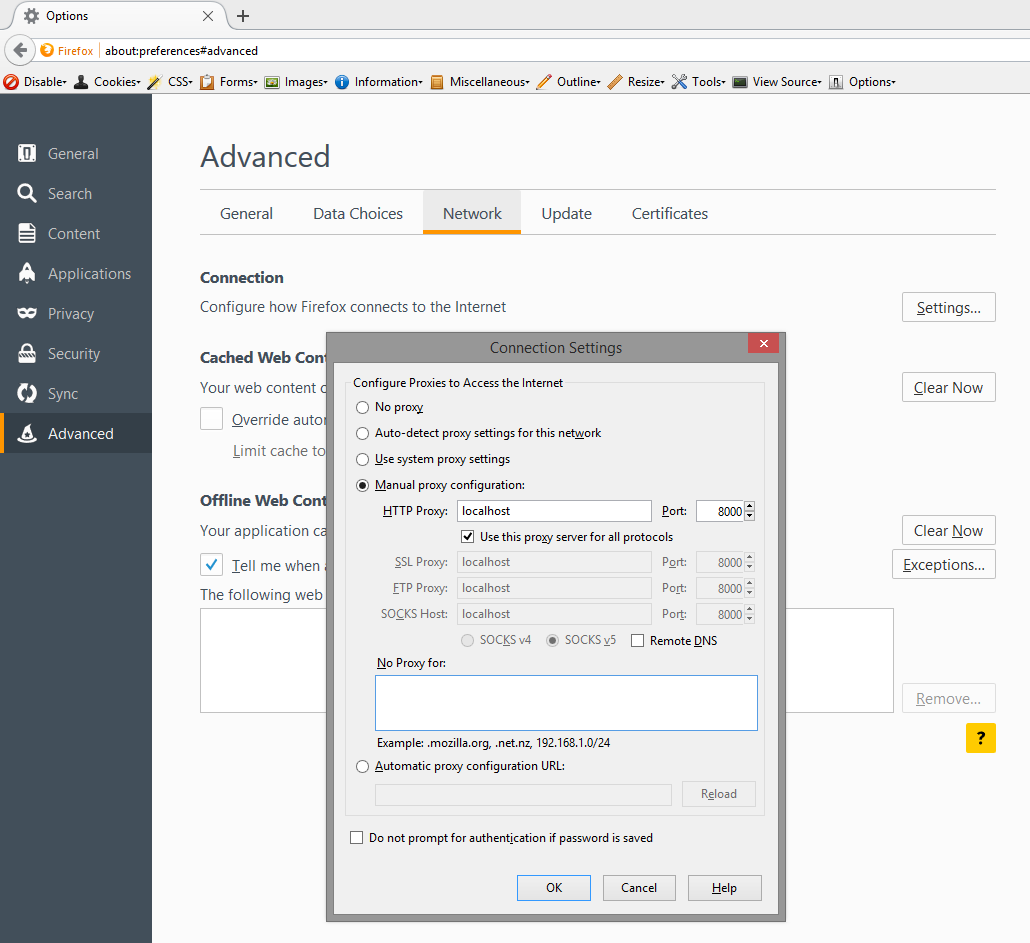 Options
Firefox about:preferences#advanced
Disable Cookies CSS Forms Images Information Miscellaneous Outline Resize Tools View Source Options
General
Search
Content
Applications
Privacy
Security
Sync
Advanced
Advanced
General Data Choices Network Update Certificates
Connection
Configure how Firefox connects to the Internet
Settings...
Cached Web Cont
Your web content c
Clear Now
Override autor
Limit cache to
Offline Web Cont
Your application ca
Clear Now
Tell me when a
Exceptions...
The following web
Remove...
?
Connection Settings
Configure Proxies to Access the Internet
No proxy
Auto-detect proxy settings for this network
Use system proxy settings
Manual proxy configuration:
HTTP Proxy: localhost Port: 8000
Use this proxy server for all protocols
SSL Proxy: localhost Port: 8000
FTP Proxy: localhost Port: 8000
SOCKS Host: localhost Port: 8000
SOCKS v4 SOCKS v5 Remote DNS
No Proxy for:
Example: .mozilla.org, .net.nz, 192.168.1.0/24
Automatic proxy configuration URL:
Reload
Do not prompt for authentication if password is saved
OK Cancel Help